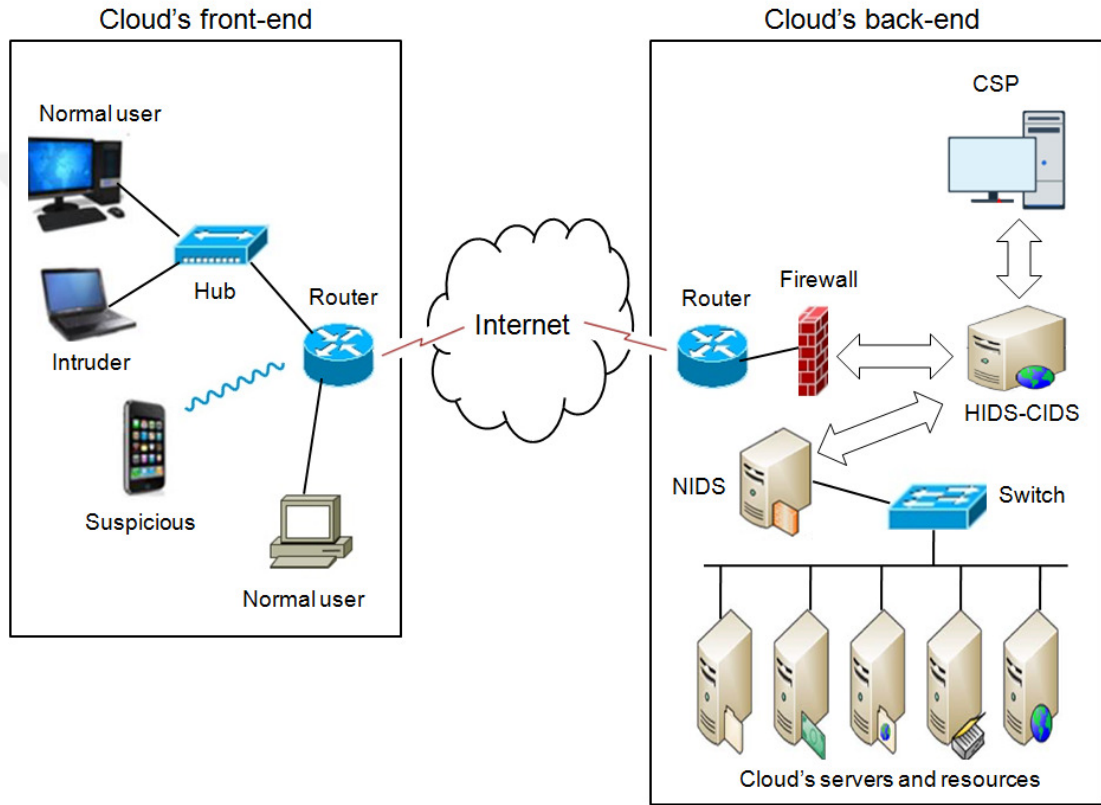 Cloud's front-end
Cloud's back-end
Normal user
Hub
Intruder
Router
Suspicious
Normal user
Internet
CSP
Router
Firewall
HIDS-CIDS
NIDS
Switch
Cloud's servers and resources